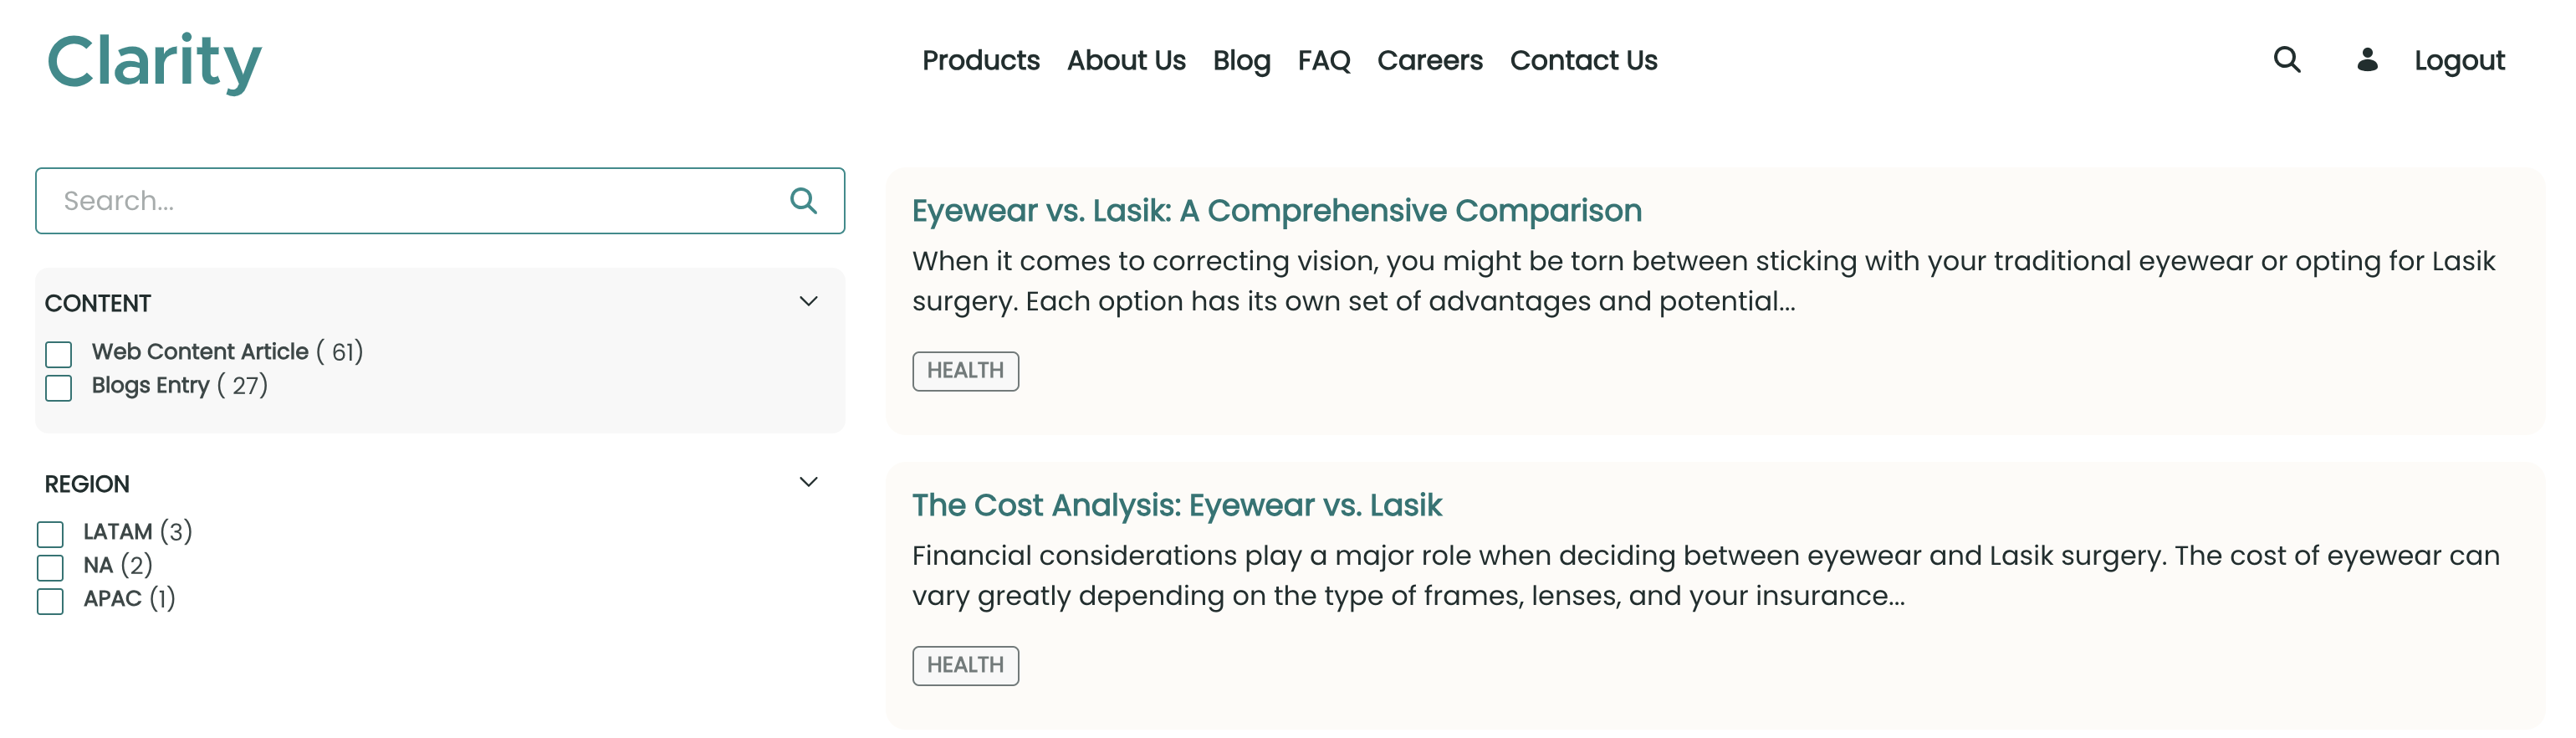 Clarity
Products About Us Blog FAQ Careers Contact Us
Logout
Search...
CONTENT
Web Content Article ( 61)
Blogs Entry ( 27)
REGION
LATAM (3)
NA (2)
APAC (1)
Eyewear vs. Lasik: A Comprehensive Comparison
When it comes to correcting vision, you might be torn between sticking with your traditional eyewear or opting for Lasik
surgery. Each option has its own set of advantages and potential...
HEALTH
The Cost Analysis: Eyewear vs. Lasik
Financial considerations play a major role when deciding between eyewear and Lasik surgery. The cost of eyewear can
vary greatly depending on the type of frames, lenses, and your insurance...
HEALTH